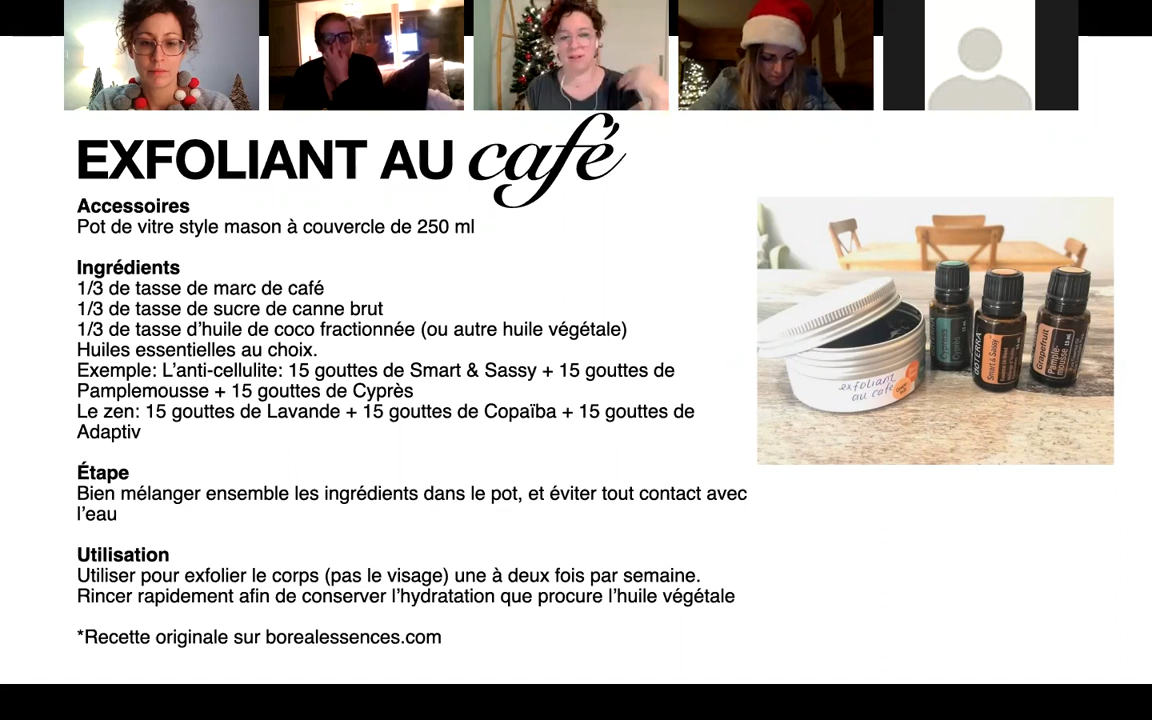 EXFOLIANT AU café
Accessoires
Pot de vitre style mason à couvercle de 250 ml
Ingrédients
1/3 de tasse de marc de café
1/3 de tasse de sucre de canne brut
1/3 de tasse d’huile de coco fractionnée (ou autre huile végétale)
Huiles essentielles au choix.
Exemple: L’anti-cellulite: 15 gouttes de Smart & Sassy + 15 gouttes de
Pamplemousse + 15 gouttes de Cyprès
Le zen: 15 gouttes de Lavande + 15 gouttes de Copaïba + 15 gouttes de
Adaptiv
Étape
Bien mélanger ensemble les ingrédients dans le pot, et éviter tout contact avec
l’eau
Utilisation
Utiliser pour exfolier le corps (pas le visage) une à deux fois par semaine.
Rincer rapidement afin de conserver l’hydratation que procure l’huile végétale
*Recette originale sur borealessences.com
exfoliant
au café
Cyprès
dōTERRA
Smart & Sassy
Grapefruit
Pample-
mousse